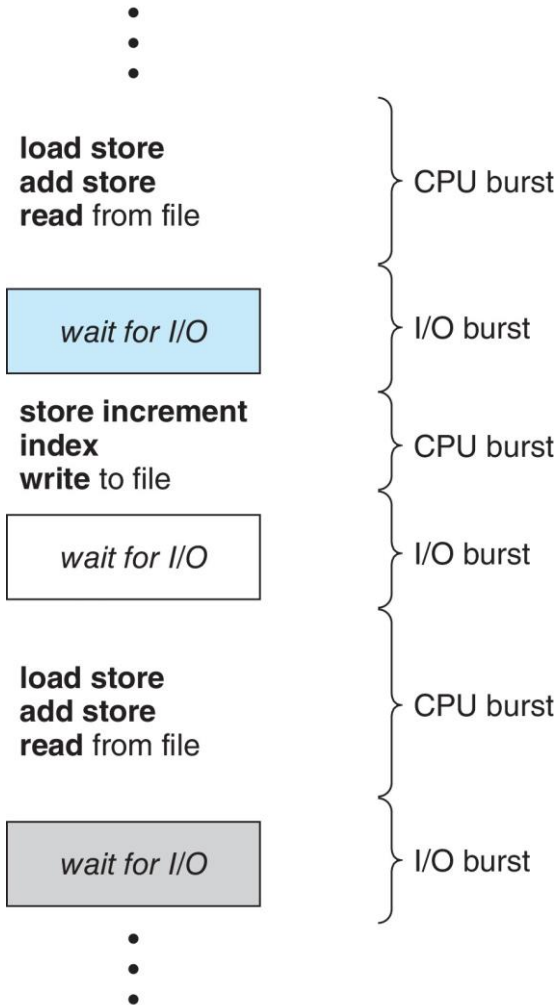 load store
add store
read from file
CPU burst
wait for I/O
I/O burst
store increment
index
write to file
CPU burst
wait for I/O
I/O burst
load store
add store
read from file
CPU burst
wait for I/O
I/O burst